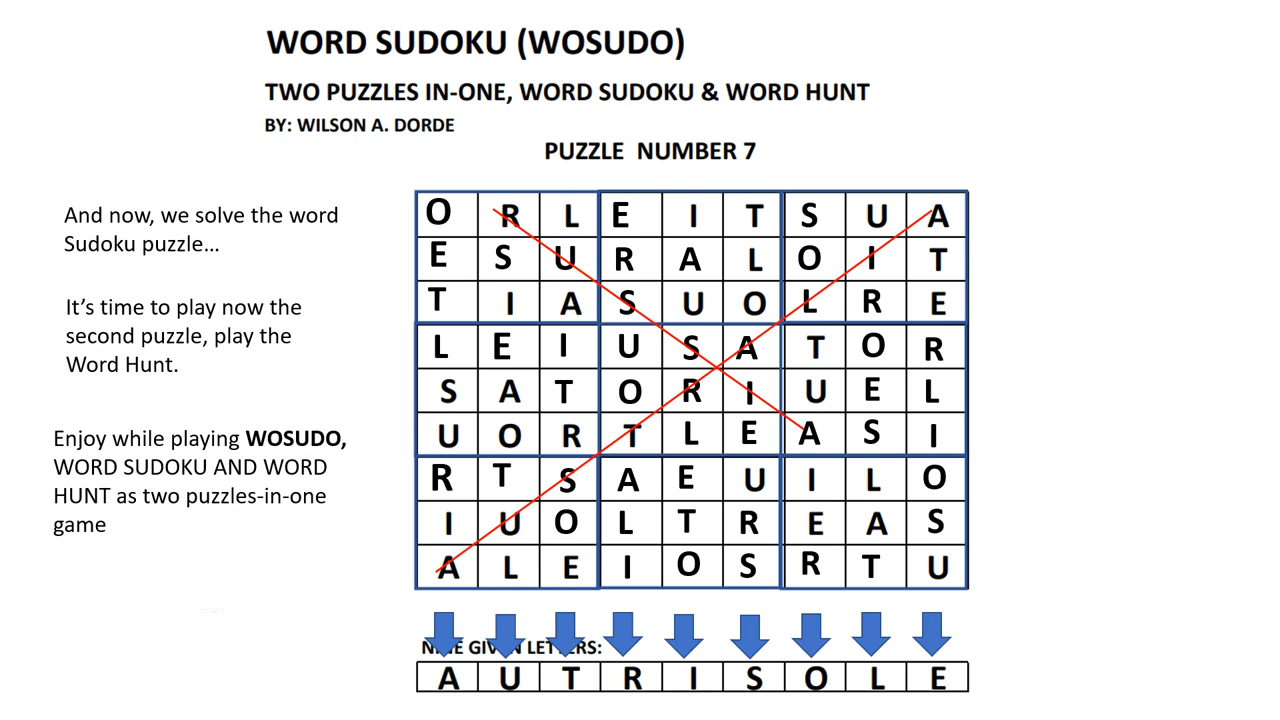 WORD SUDOKU (WOSUDO)
TWO PUZZLES IN-ONE, WORD SUDOKU & WORD HUNT
BY: WILSON A. DORDE
PUZZLE NUMBER 7
And now, we solve the word
Sudoku puzzle…
It's time to play now the
second puzzle, play the
Word Hunt.
Enjoy while playing WOSUDO,
WORD SUDOKU AND WORD
HUNT as two puzzles-in-one
game
O R L E I T S U A
E S U R A L O I T
T I A S U O L R E
L E I U S A T O R
S A T O R I U E L
U O R T L E A S I
R T S A E U I L O
I U O L T R E A S
A L E I O S R T U
NINE GIVEN LETTERS:
A U T R I S O L E